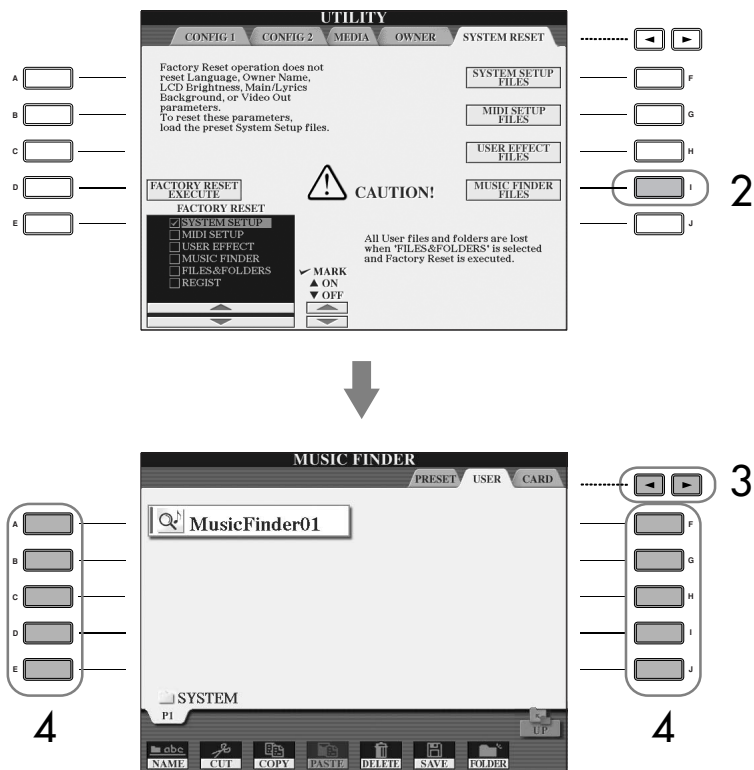 UTILITY
CONFIG 1 CONFIG 2 MEDIA OWNER SYSTEM RESET
Factory Reset operation does not
reset Language, Owner Name,
LCD Brightness, Main/Lyrics
Background, or Video Out
parameters.
To reset these parameters,
load the preset System Setup files.
SYSTEM SETUP
FILES
MIDI SETUP
FILES
USER EFFECT
FILES
MUSIC FINDER
FILES
A
B
C
D
E
F
G
H
I
J
2
FACTORY RESET
EXECUTE
CAUTION!
FACTORY RESET
SYSTEM SETUP
MIDI SETUP
USER EFFECT
MUSIC FINDER
FILES&FOLDERS
REGIST
MARK
ON
OFF
All User files and folders are lost
when "FILES&FOLDERS" is selected
and Factory Reset is executed.
MUSIC FINDER
PRESET USER CARD
3
MusicFinder01
A
B
C
D
E
F
G
H
I
J
4
4
SYSTEM
P1
UP
abc
NAME CUT COPY PASTE DELETE SAVE FOLDER